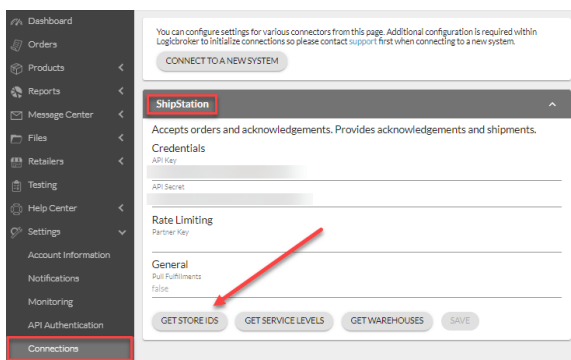 Dashboard
Orders
Products
Reports
Message Center
Files
Retailers
Testing
Help Center
Settings
Account Information
Notifications
Monitoring
API Authentication
Connections
You can configure settings for various connectors from this page. Additional configuration is required within
Logicbroker to initialize connections so please contact support first when connecting to a new system.
CONNECT TO A NEW SYSTEM
ShipStation
Accepts orders and acknowledgements. Provides acknowledgements and shipments.
Credentials
API Key
API Secret
Rate Limiting
Partner Key
General
Pull Fulfillments
false
GET STORE IDS GET SERVICE LEVELS GET WAREHOUSES SAVE